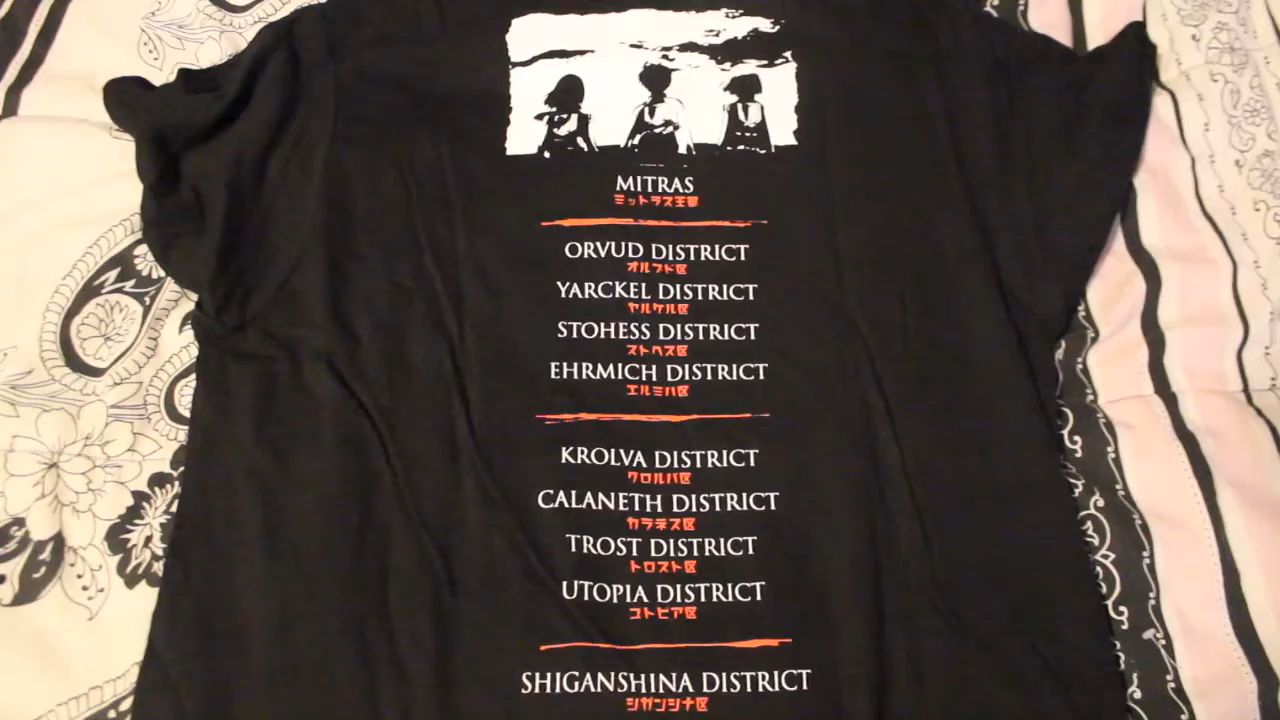 MITRAS
ミットラス王都
ORVUD DISTRICT
オルブド区
YARCKEL DISTRICT
ヤルケル区
STOHESS DISTRICT
ストヘス区
EHRMICH DISTRICT
エルミハ区
KROLVA DISTRICT
クロルバ区
CALANETH DISTRICT
カラネス区
TROST DISTRICT
トロスト区
UTOPIA DISTRICT
ユトピア区
SHIGANSHINA DISTRICT
シガンシナ区